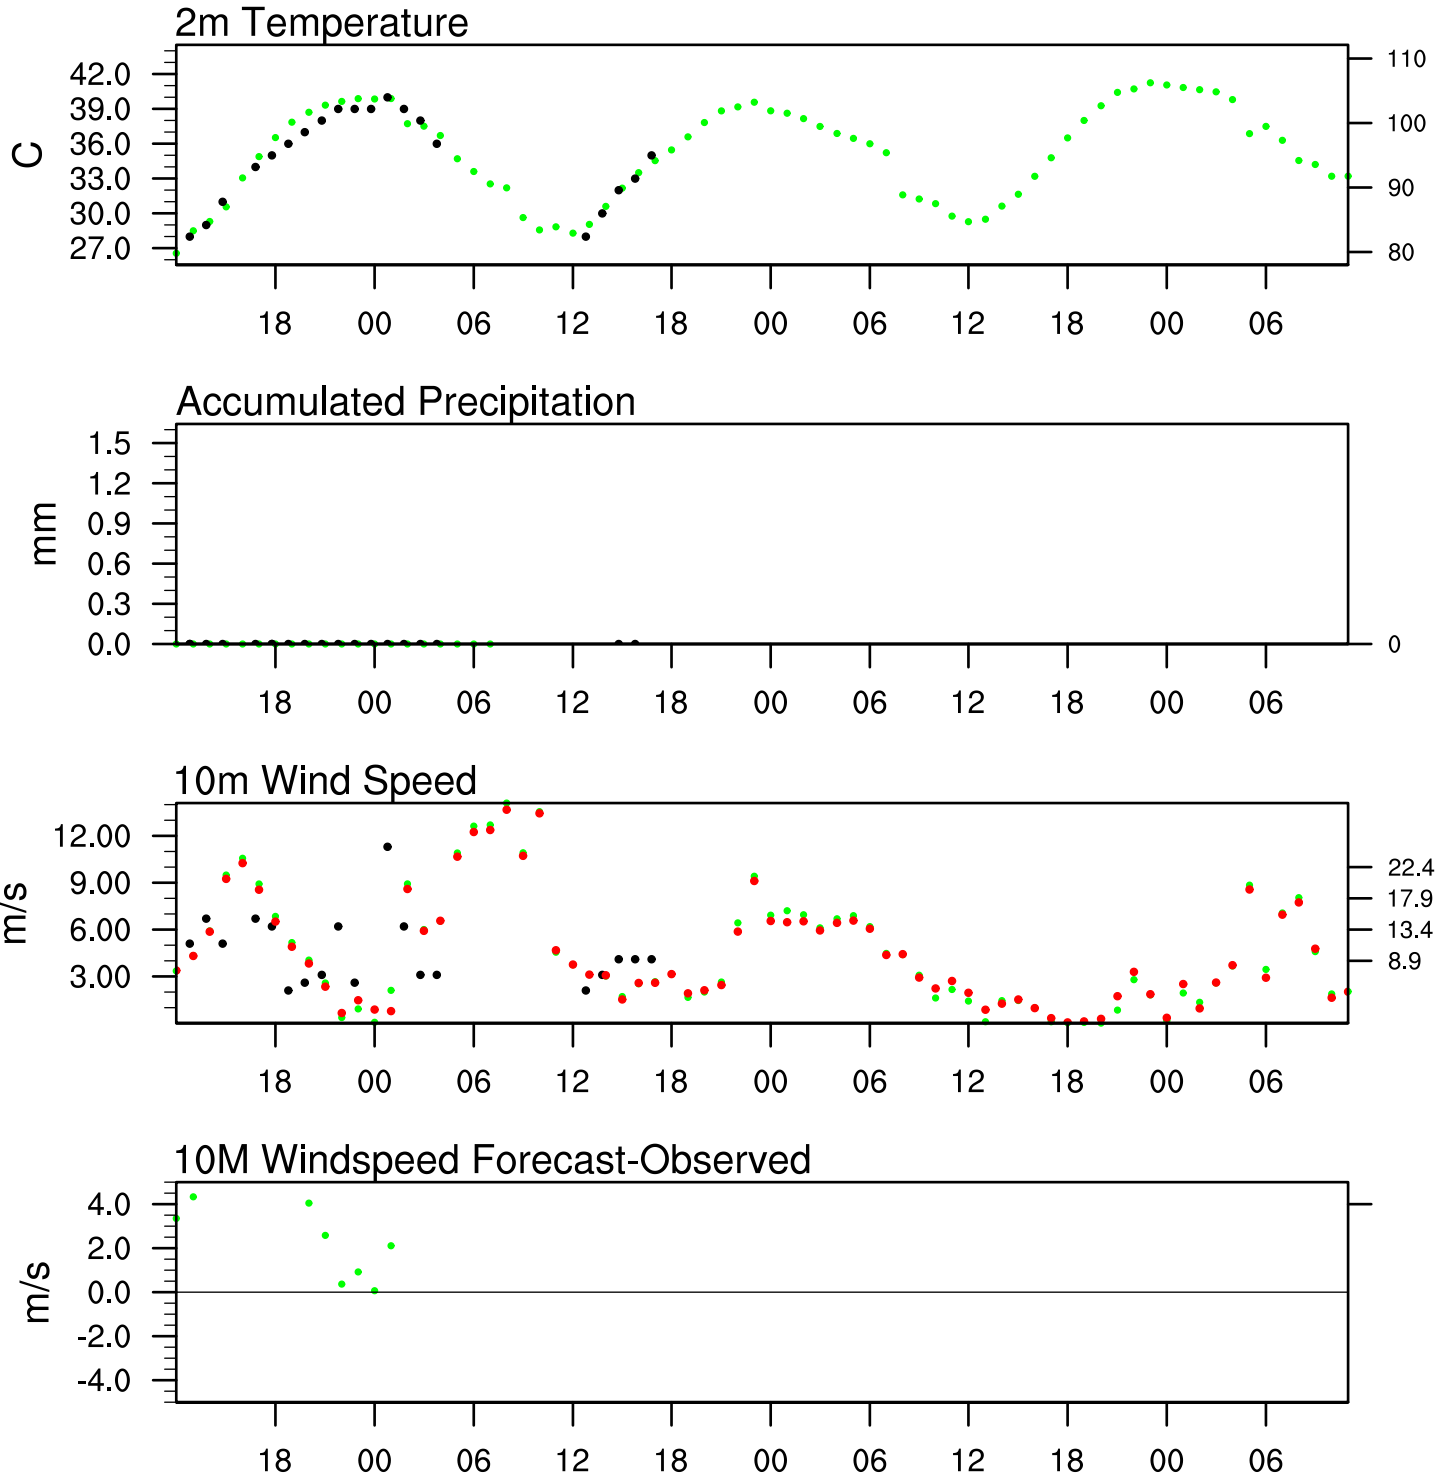 2m Temperature
42.0
39.0
36.0
33.0
30.0
27.0
C
110
100
90
80
18 00 06 12 18 00 06 12 18 00 06
Accumulated Precipitation
1.5
1.2
0.9
0.6
0.3
0.0
mm
0
18 00 06 12 18 00 06 12 18 00 06
10m Wind Speed
12.00
9.00
6.00
3.00
m/s
22.4
17.9
13.4
8.9
18 00 06 12 18 00 06 12 18 00 06
10M Windspeed Forecast-Observed
4.0
2.0
0.0
-2.0
-4.0
m/s
18 00 06 12 18 00 06 12 18 00 06